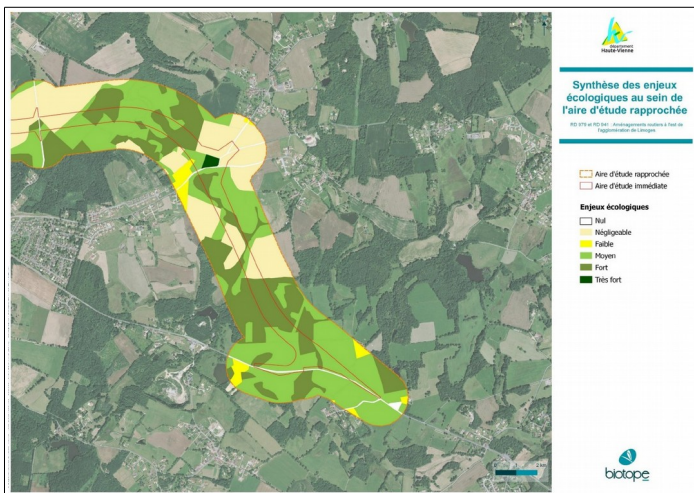 département
Haute-Vienne
Synthèse des enjeux
écologiques au sein de
l'aire d'étude rapprochée
RD 979 et RD 941 : Aménagements routiers à l'est de
l'agglomération de Limoges
Aire d'étude rapprochée
Aire d'étude immédiate
Enjeux écologiques
Nul
Négligeable
Faible
Moyen
Fort
Très fort
biotope